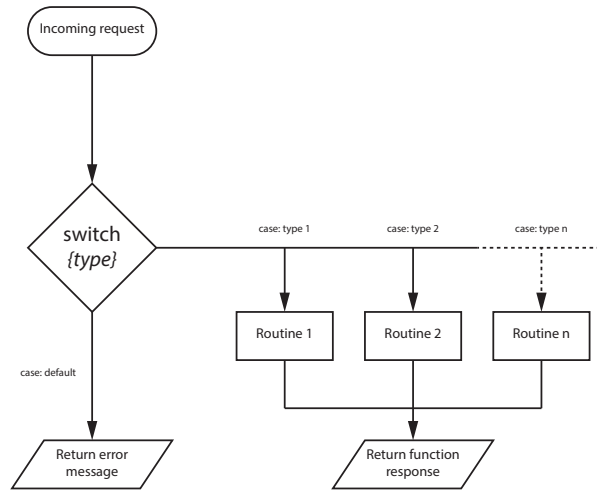 Incoming request
switch
{type}
case: type 1
case: type 2
case: type n
Routine 1
Routine 2
Routine n
case: default
Return error
message
Return function
response